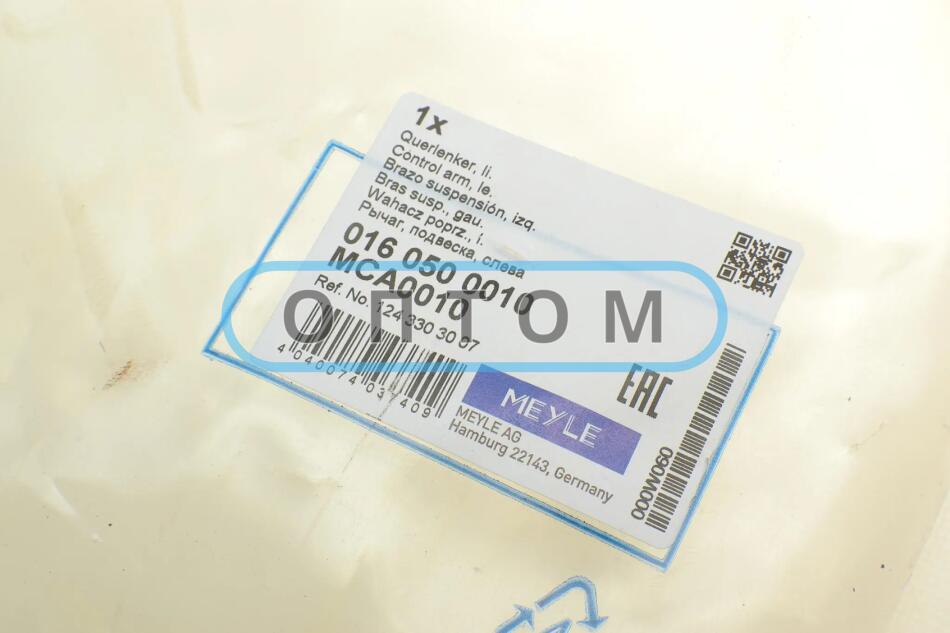 1x
Querlenker, li.
Control arm, le.
Brazo suspensión, izq.
Bras susp., gau.
Wahacz poprz., l.
Рычаг, подвеска, слева
016 050 0010
MCA0010
Ref. No. 124 330 30 07
ОПТОМ
4 040074 037409
MEYLE
MEYLE AG
Hamburg 22143, Germany
EAC
000W060